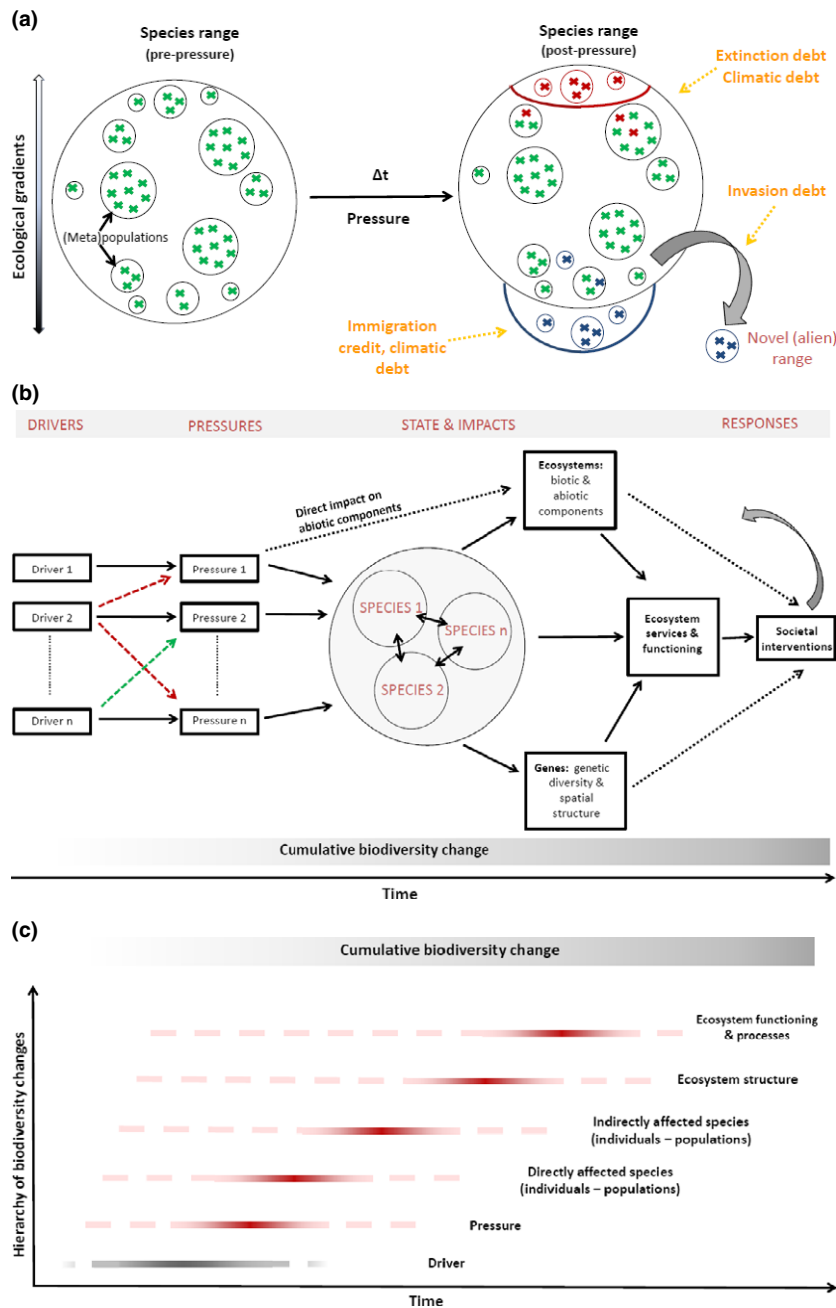 (a)
Species range
(pre-pressure)
Species range
(post-pressure)
Extinction debt
Climatic debt
Ecological gradients
Δt
Pressure
Invasion debt
(Meta)populations
Immigration
credit, climatic
debt
Novel (alien)
range
(b)
DRIVERS PRESSURES STATE & IMPACTS RESPONSES
Direct impact on
abiotic components
Ecosystems:
biotic &
abiotic
components
Driver 1 Pressure 1
Driver 2 Pressure 2
Driver n Pressure n
SPECIES 1
SPECIES n
SPECIES 2
Ecosystem
services &
functioning
Societal
interventions
Genes: genetic
diversity &
spatial
structure
Cumulative biodiversity change
Time
(c)
Cumulative biodiversity change
Hierarchy of biodiversity changes
Ecosystem functioning
& processes
Ecosystem structure
Indirectly affected species
(individuals – populations)
Directly affected species
(individuals – populations)
Pressure
Driver
Time